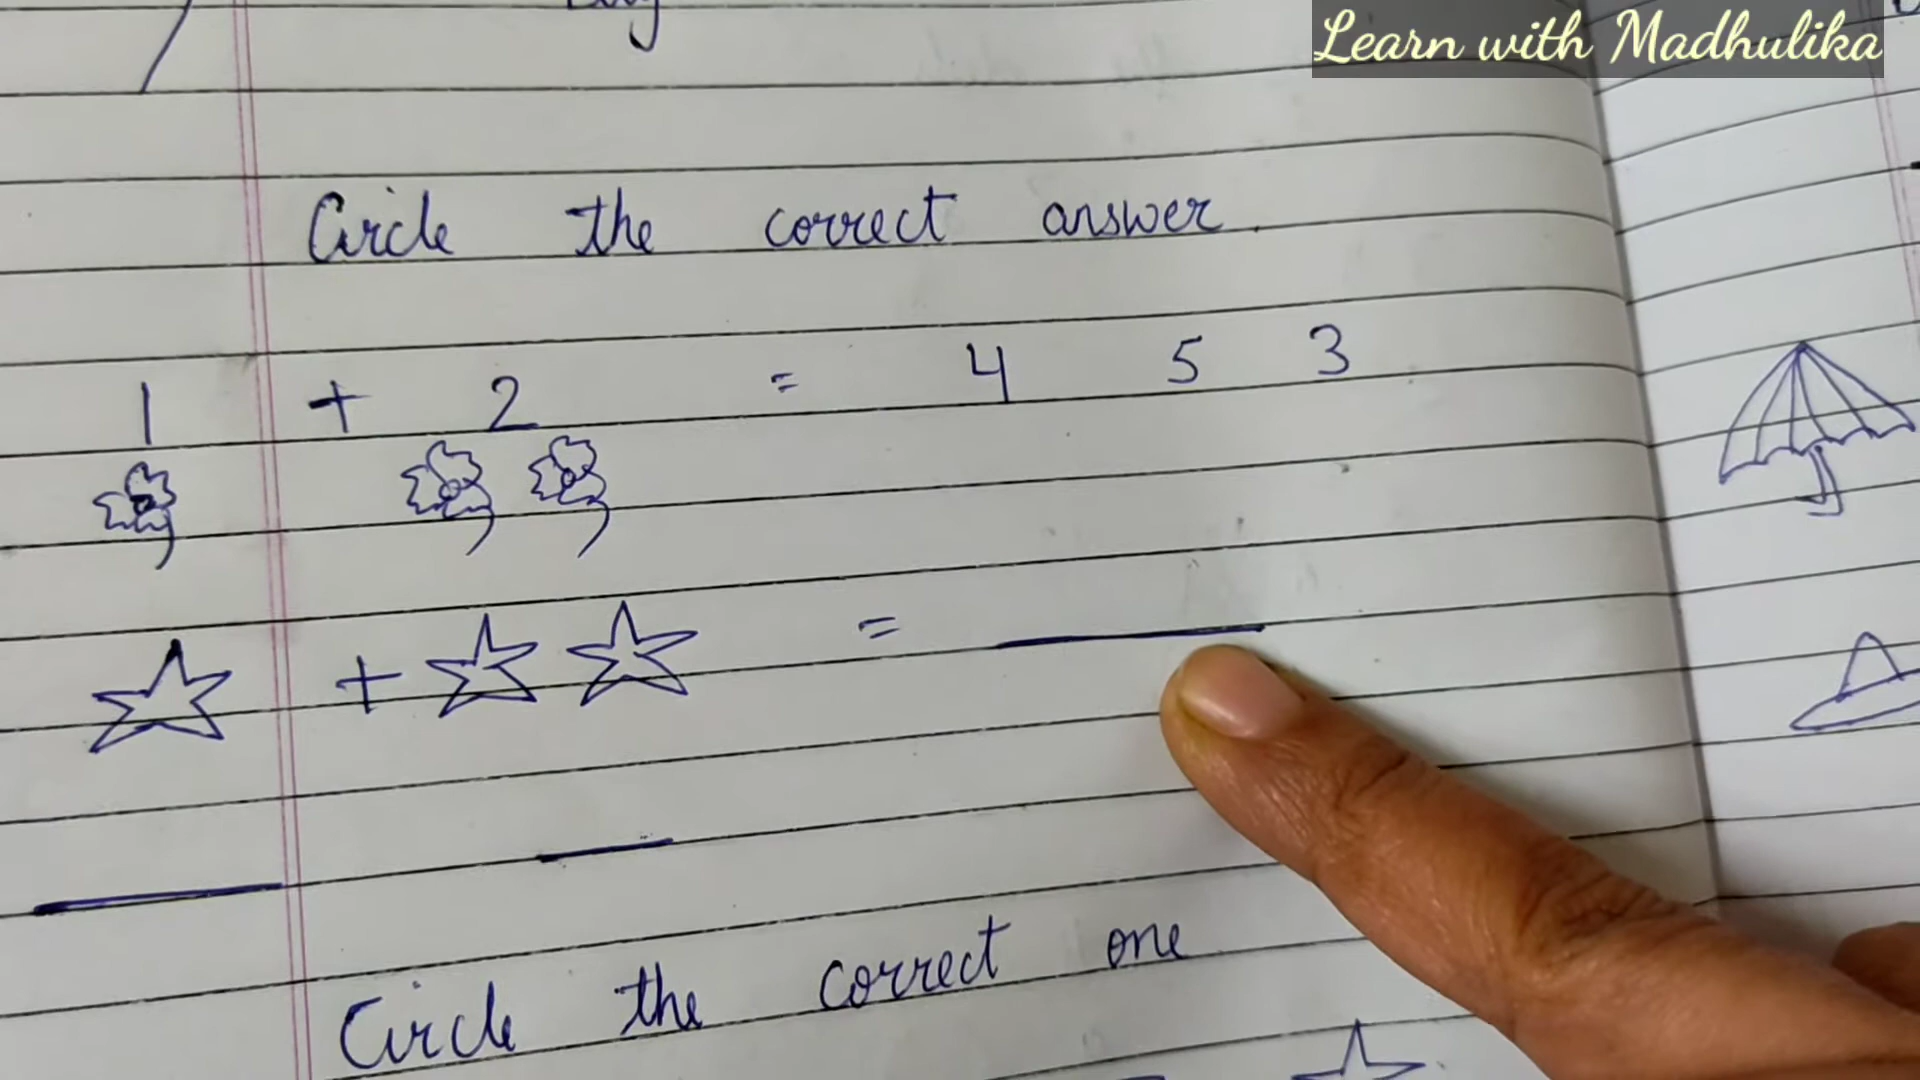 Learn with Madhulika
Circle the correct answer.
1 + 2 = 4 5 3
+ =
Circle the correct one